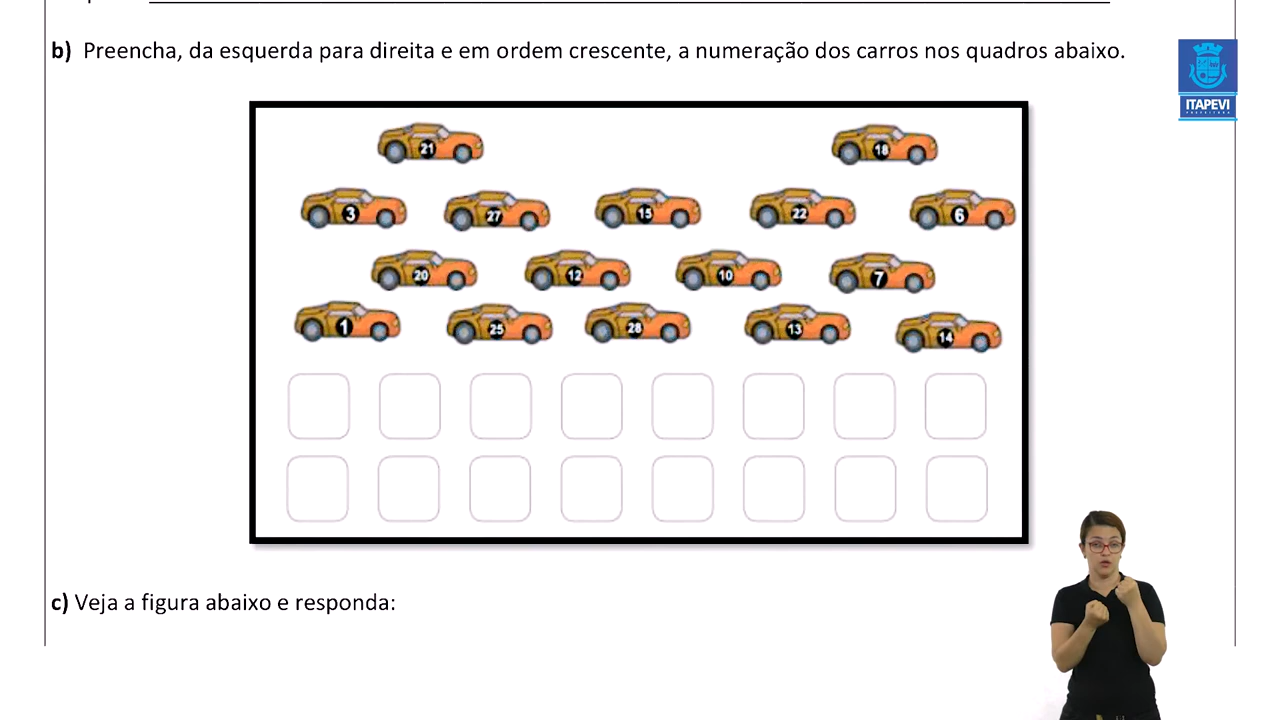 b) Preencha, da esquerda para direita e em ordem crescente, a numeração dos carros nos quadros abaixo.
ITAPEVI
PREFEITURA
21 18
3 27 15 22 6
20 12 10 7
1 25 28 13 14
c) Veja a figura abaixo e responda: